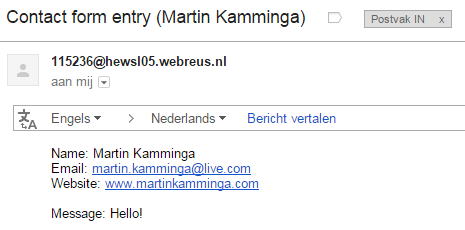 Contact form entry (Martin Kamminga) Postvak IN x
115236@hewsl05.webreus.nl
aan mij
Engels Nederlands Bericht vertalen
Name: Martin Kamminga
Email: martin.kamminga@live.com
Website: www.martinkamminga.com
Message: Hello!